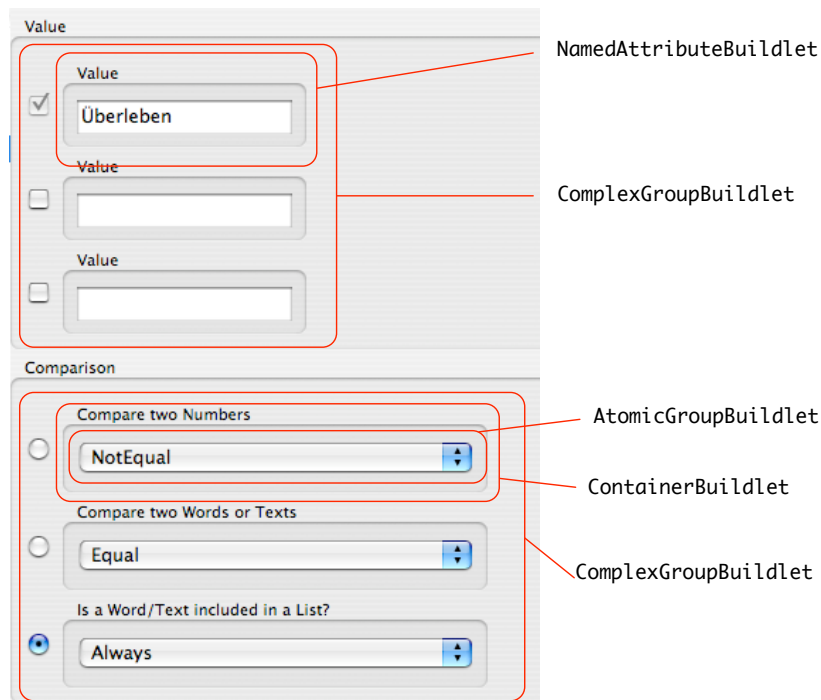 Value
NamedAttributeBuildlet
Value
Überleben
Value
ComplexGroupBuildlet
Value
Comparison
Compare two Numbers
AtomicGroupBuildlet
NotEqual
ContainerBuildlet
Compare two Words or Texts
Equal
ComplexGroupBuildlet
Is a Word/Text included in a List?
Always